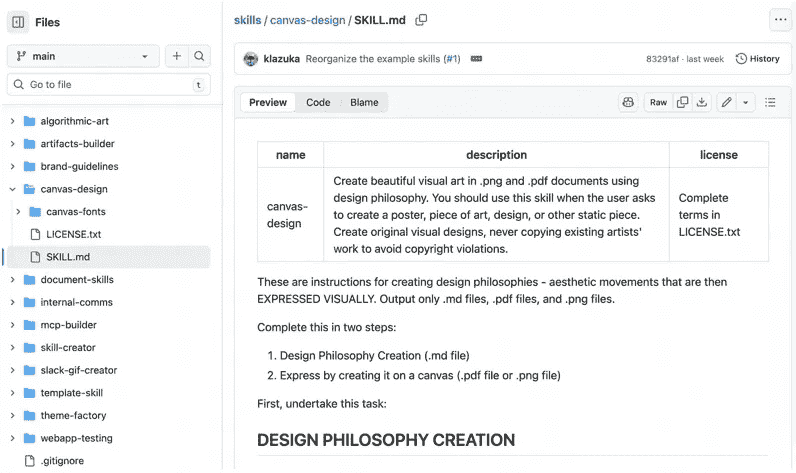 Files
main
Go to file
t
algorithmic-art
artifacts-builder
brand-guidelines
canvas-design
canvas-fonts
LICENSE.txt
SKILL.md
document-skills
internal-comms
mcp-builder
skill-creator
slack-gif-creator
template-skill
theme-factory
webapp-testing
.gitignore
skills / canvas-design / SKILL.md
klazuka Reorganize the example skills (#1)
83291af · last week
History
Preview
Code
Blame
Raw
name
description
license
canvas-
design
Create beautiful visual art in .png and .pdf documents using
design philosophy. You should use this skill when the user asks
to create a poster, piece of art, design, or other static piece.
Create original visual designs, never copying existing artists'
work to avoid copyright violations.
Complete
terms in
LICENSE.txt
These are instructions for creating design philosophies - aesthetic movements that are then
EXPRESSED VISUALLY. Output only .md files, .pdf files, and .png files.
Complete this in two steps:
1. Design Philosophy Creation (.md file)
2. Express by creating it on a canvas (.pdf file or .png file)
First, undertake this task:
DESIGN PHILOSOPHY CREATION